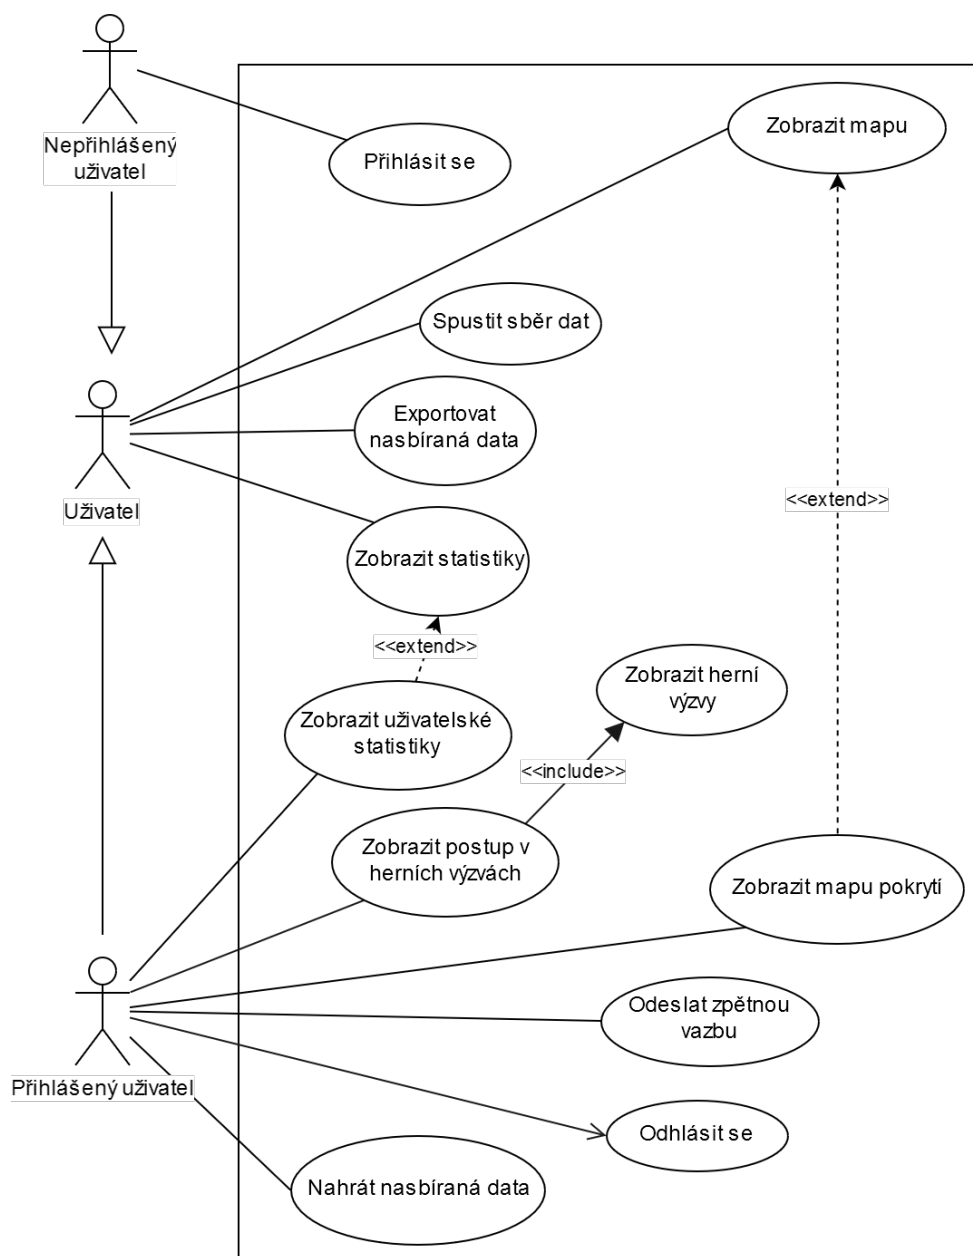 Nepřihlášený
uživatel
Přihlásit se
Zobrazit mapu
Spustit sběr dat
Exportovat
nasbíraná data
Uživatel
<<extend>>
Zobrazit statistiky
<<extend>>
Zobrazit herní
výzvy
Zobrazit uživatelské
statistiky
<<include>>
Zobrazit postup v
herních výzvách
Zobrazit mapu pokrytí
Odeslat zpětnou
vazbu
Přihlášený uživatel
Odhlásit se
Nahrát nasbíraná data